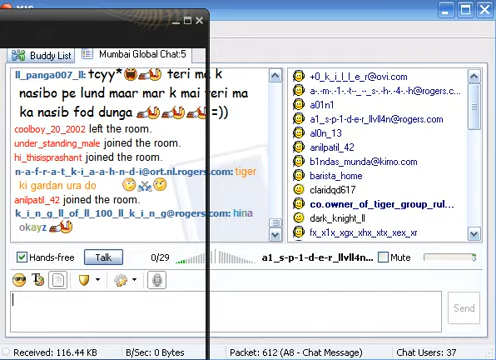 Buddy List
Mumbai Global Chat:5
ll_panga007_ll: tcyy* teri ma k
nasibo pe lund maar mar k mai teri ma
ka nasib fod dunga =))
coolboy_20_2002 left the room.
under_standing_male joined the room.
hi_thisisprashant joined the room.
n-a-f-r-a-t_k-i-a-a-h-n-d-i@ort.nl.rogers.com: tiger
ki gardan ura do
anilpatil_42 joined the room.
k_i_n_g_ll_of_ll_100_ll_k_i_n_g@rogers.com: hina
okayz
+0_k_i_l_l_e_r@ovi.com
a-.-m-.1-.-t--.-_-s-.-h-.4-.-h@rogers.c...
a01n1
a1_s-p-1-d-e-r_llvll4n@rogers.com
al0n_13
anilpatil_42
b1ndas_munda@kimo.com
barista_home
claridqd617
co.owner_of_tiger_group_rul...
dark_knight_ll
fx_x1x_xgx_xhx_xtx_xex_xr
Hands-free
Talk
0/29
a1_s-p-1-d-e-r_llvll4n...
Mute
Send
Received: 116.44 KB
B/Sec: 0 Bytes
Packet: 612 (A8 - Chat Message)
Chat Users: 37